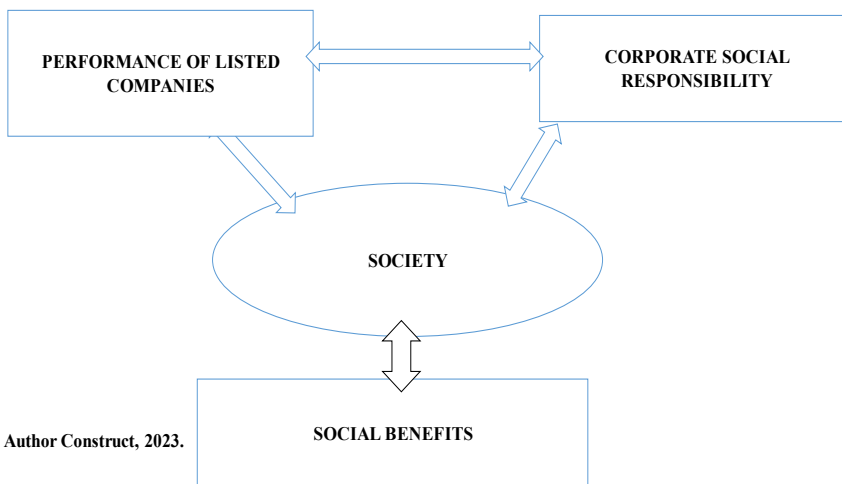 PERFORMANCE OF LISTED
COMPANIES
CORPORATE SOCIAL
RESPONSIBILITY
SOCIETY
SOCIAL BENEFITS
Author Construct, 2023.